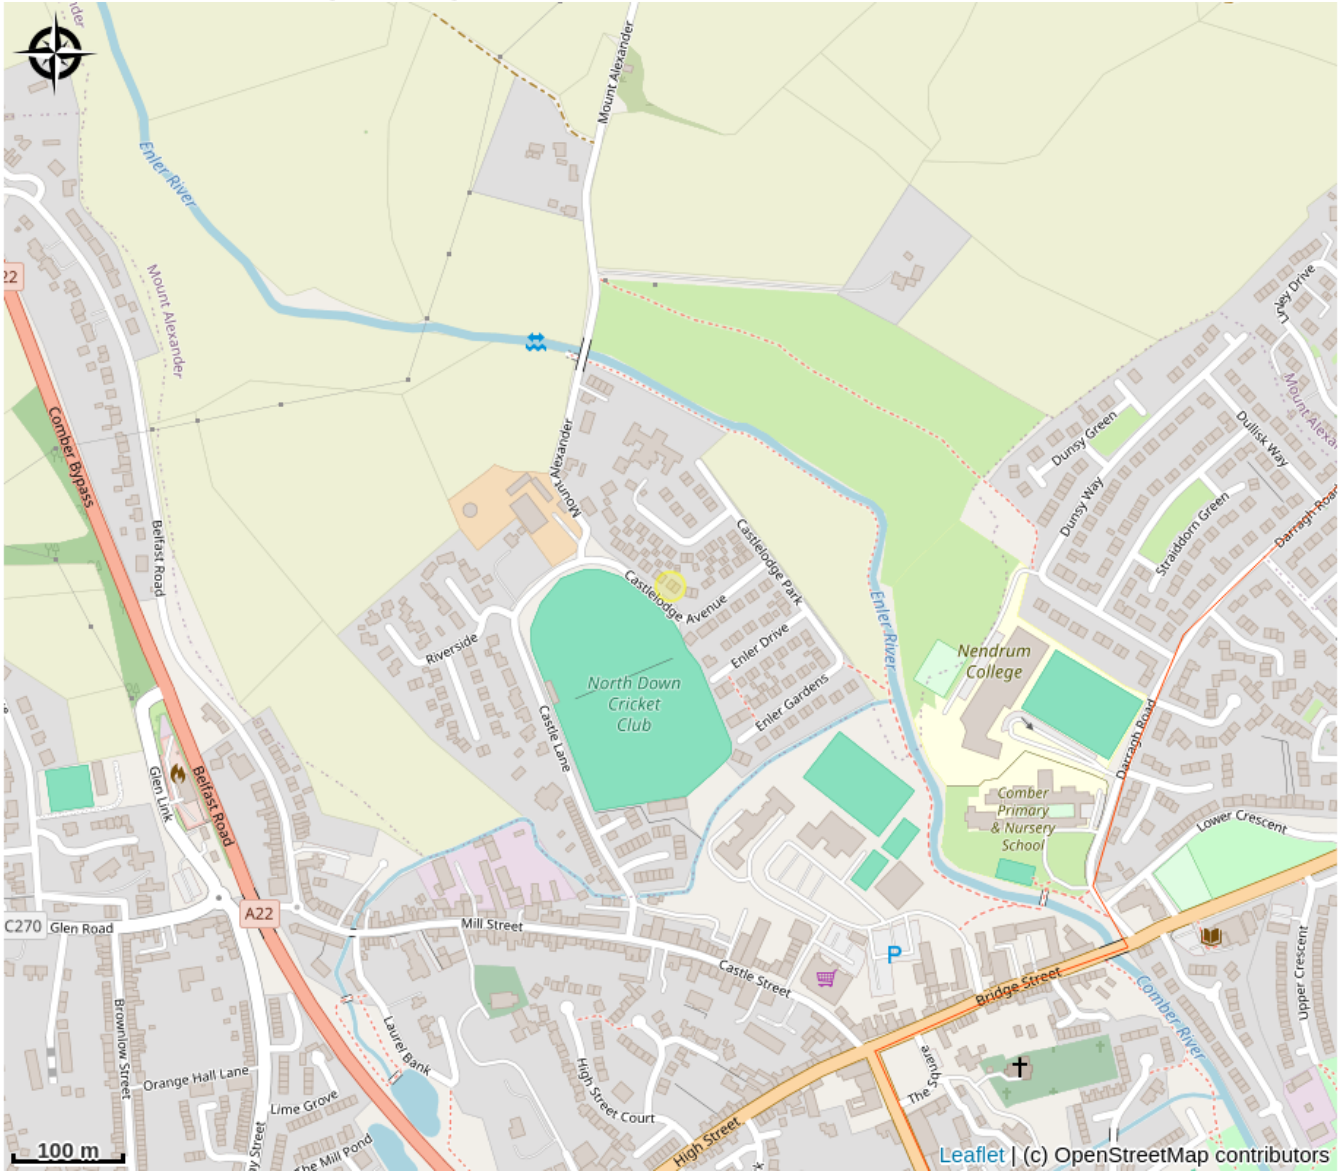 Mount Alexander
Enler River
22
Mount Alexander
Linley Drive
Mount Alexander
Dunsy Green
Dullisk Way
Comber Bypass
Belfast Road
Dunsy Way
Straiddorn Green
Darragh Road
Castlelodge Park
Castlelodge Avenue
Enler River
Enler Drive
Riverside
Nendrum
College
North Down
Cricket
Club
Enler Gardens
Castle Lane
Darragh Road
Glen Link
Belfast Road
Comber
Primary
& Nursery
School
Lower Crescent
A22
C270
Glen Road
Mill Street
Castle Street
P
Bridge Street
Upper Crescent
Comber River
Brownlow Street
Laurel Bank
Orange Hall Lane
Lime Grove
High Street Court
The Square
The Mill Pond
High Street
100 m
Leaflet | (c) OpenStreetMap contributors